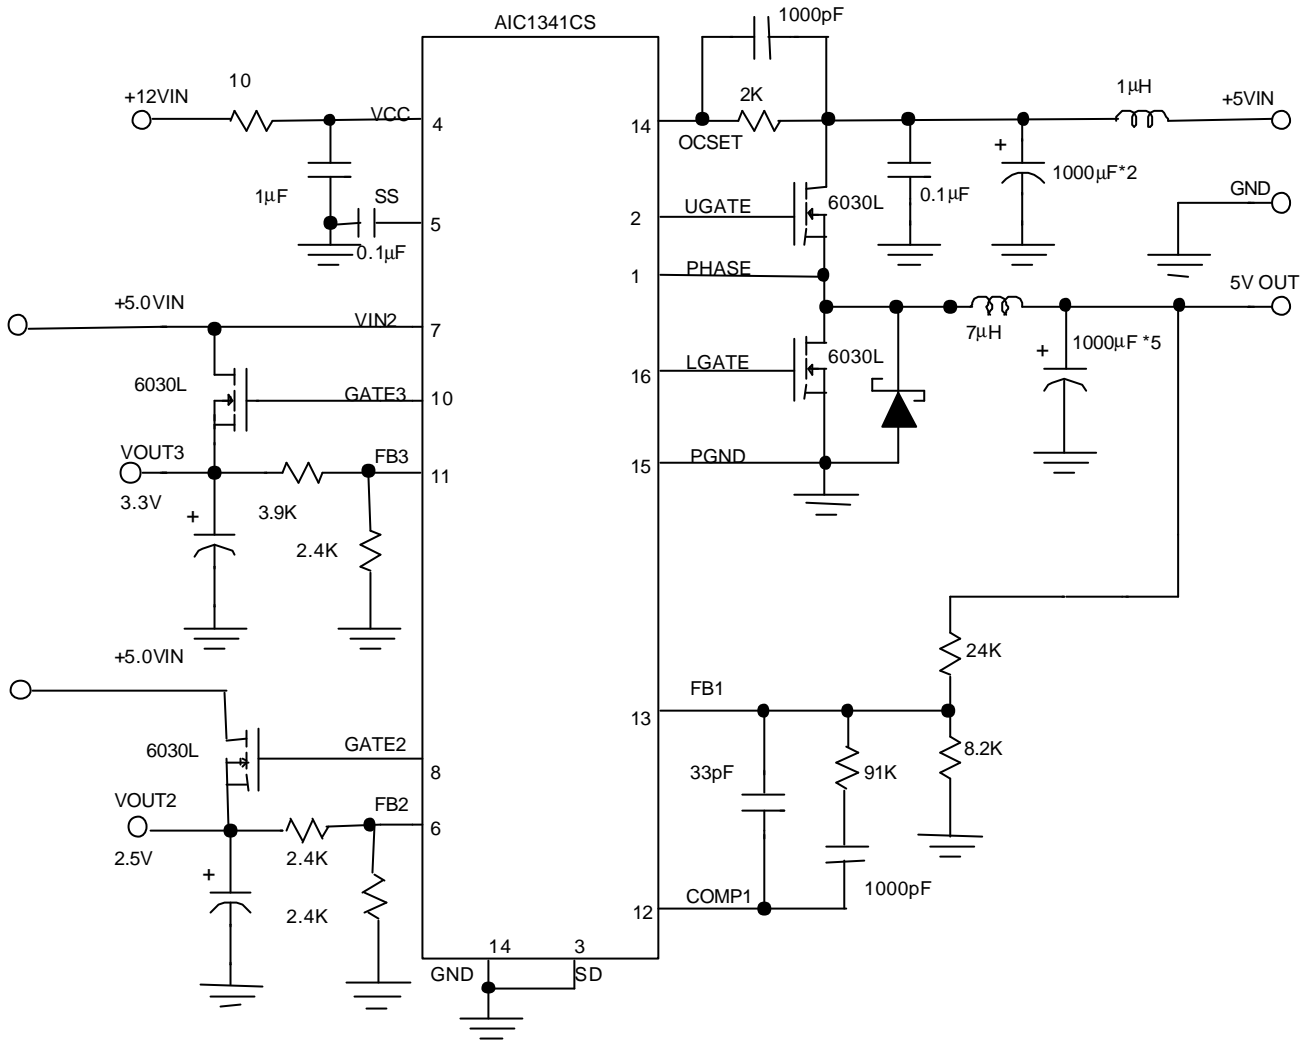 AIC1341CS
1000pF
10
+12VIN
VCC
4
1μF
SS
5
0.1μF
+5.0VIN
VIN2
7
6030L
GATE3
10
VOUT3
FB3
11
3.3V
+
3.9K
2.4K
+5.0VIN
6030L
GATE2
8
VOUT2
FB2
6
2.5V
2.4K
+
2.4K
14
3
GND
SD
2K
14
OCSET
1μH
+5VIN
+
1000μF*2
0.1μF
GND
UGATE
2
6030L
PHASE
1
5V OUT
7μH
1000μF *5
+
LGATE
16
6030L
PGND
15
24K
FB1
13
8.2K
33pF
91K
1000pF
COMP1
12